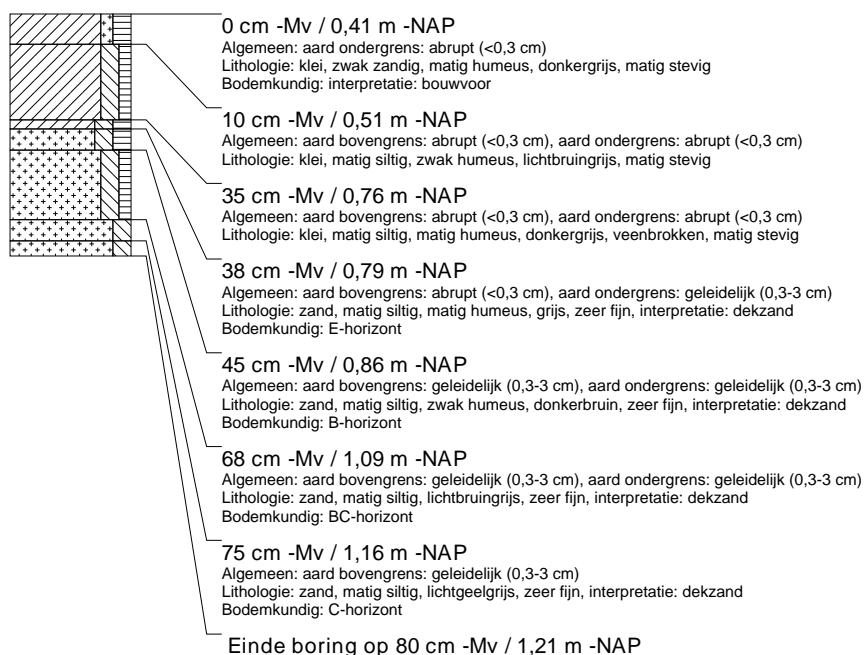 0 cm -Mv / 0,41 m -NAP
Algemeen: aard ondergrens: abrupt (<0,3 cm)
Lithologie: klei, zwak zandig, matig humeus, donkergrijs, matig stevig
Bodemkundig: interpretatie: bouwvoor
10 cm -Mv / 0,51 m -NAP
Algemeen: aard bovengrens: abrupt (<0,3 cm), aard ondergrens: abrupt (<0,3 cm)
Lithologie: klei, matig siltig, zwak humeus, lichtbruingrijs, matig stevig
35 cm -Mv / 0,76 m -NAP
Algemeen: aard bovengrens: abrupt (<0,3 cm), aard ondergrens: abrupt (<0,3 cm)
Lithologie: klei, matig siltig, matig humeus, donkergrijs, veenbrokken, matig stevig
38 cm -Mv / 0,79 m -NAP
Algemeen: aard bovengrens: abrupt (<0,3 cm), aard ondergrens: geleidelijk (0,3-3 cm)
Lithologie: zand, matig siltig, matig humeus, grijs, zeer fijn, interpretatie: dekzand
Bodemkundig: E-horizont
45 cm -Mv / 0,86 m -NAP
Algemeen: aard bovengrens: geleidelijk (0,3-3 cm), aard ondergrens: geleidelijk (0,3-3 cm)
Lithologie: zand, matig siltig, zwak humeus, donkerbruin, zeer fijn, interpretatie: dekzand
Bodemkundig: B-horizont
68 cm -Mv / 1,09 m -NAP
Algemeen: aard bovengrens: geleidelijk (0,3-3 cm), aard ondergrens: geleidelijk (0,3-3 cm)
Lithologie: zand, matig siltig, lichtbruingrijs, zeer fijn, interpretatie: dekzand
Bodemkundig: BC-horizont
75 cm -Mv / 1,16 m -NAP
Algemeen: aard bovengrens: geleidelijk (0,3-3 cm)
Lithologie: zand, matig siltig, lichtgeelgrijs, zeer fijn, interpretatie: dekzand
Bodemkundig: C-horizont
Einde boring op 80 cm -Mv / 1,21 m -NAP